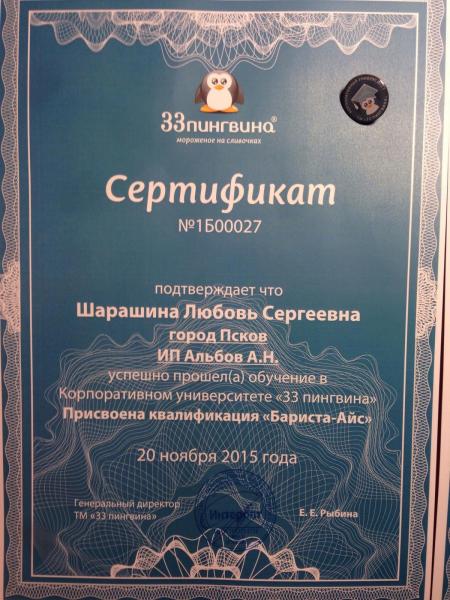 33пингвина®
мороженое на сливочках
Сертификат
№1Б00027
подтверждает что
Шарашина Любовь Сергеевна
город Псков
ИП Альбов А.Н.
успешно прошел(а) обучение в
Корпоративном университете «33 пингвина»
Присвоена квалификация «Бариста-Айс»
20 ноября 2015 года
Генеральный директор
ТМ «33 пингвина»
Е. Е. Рыбина